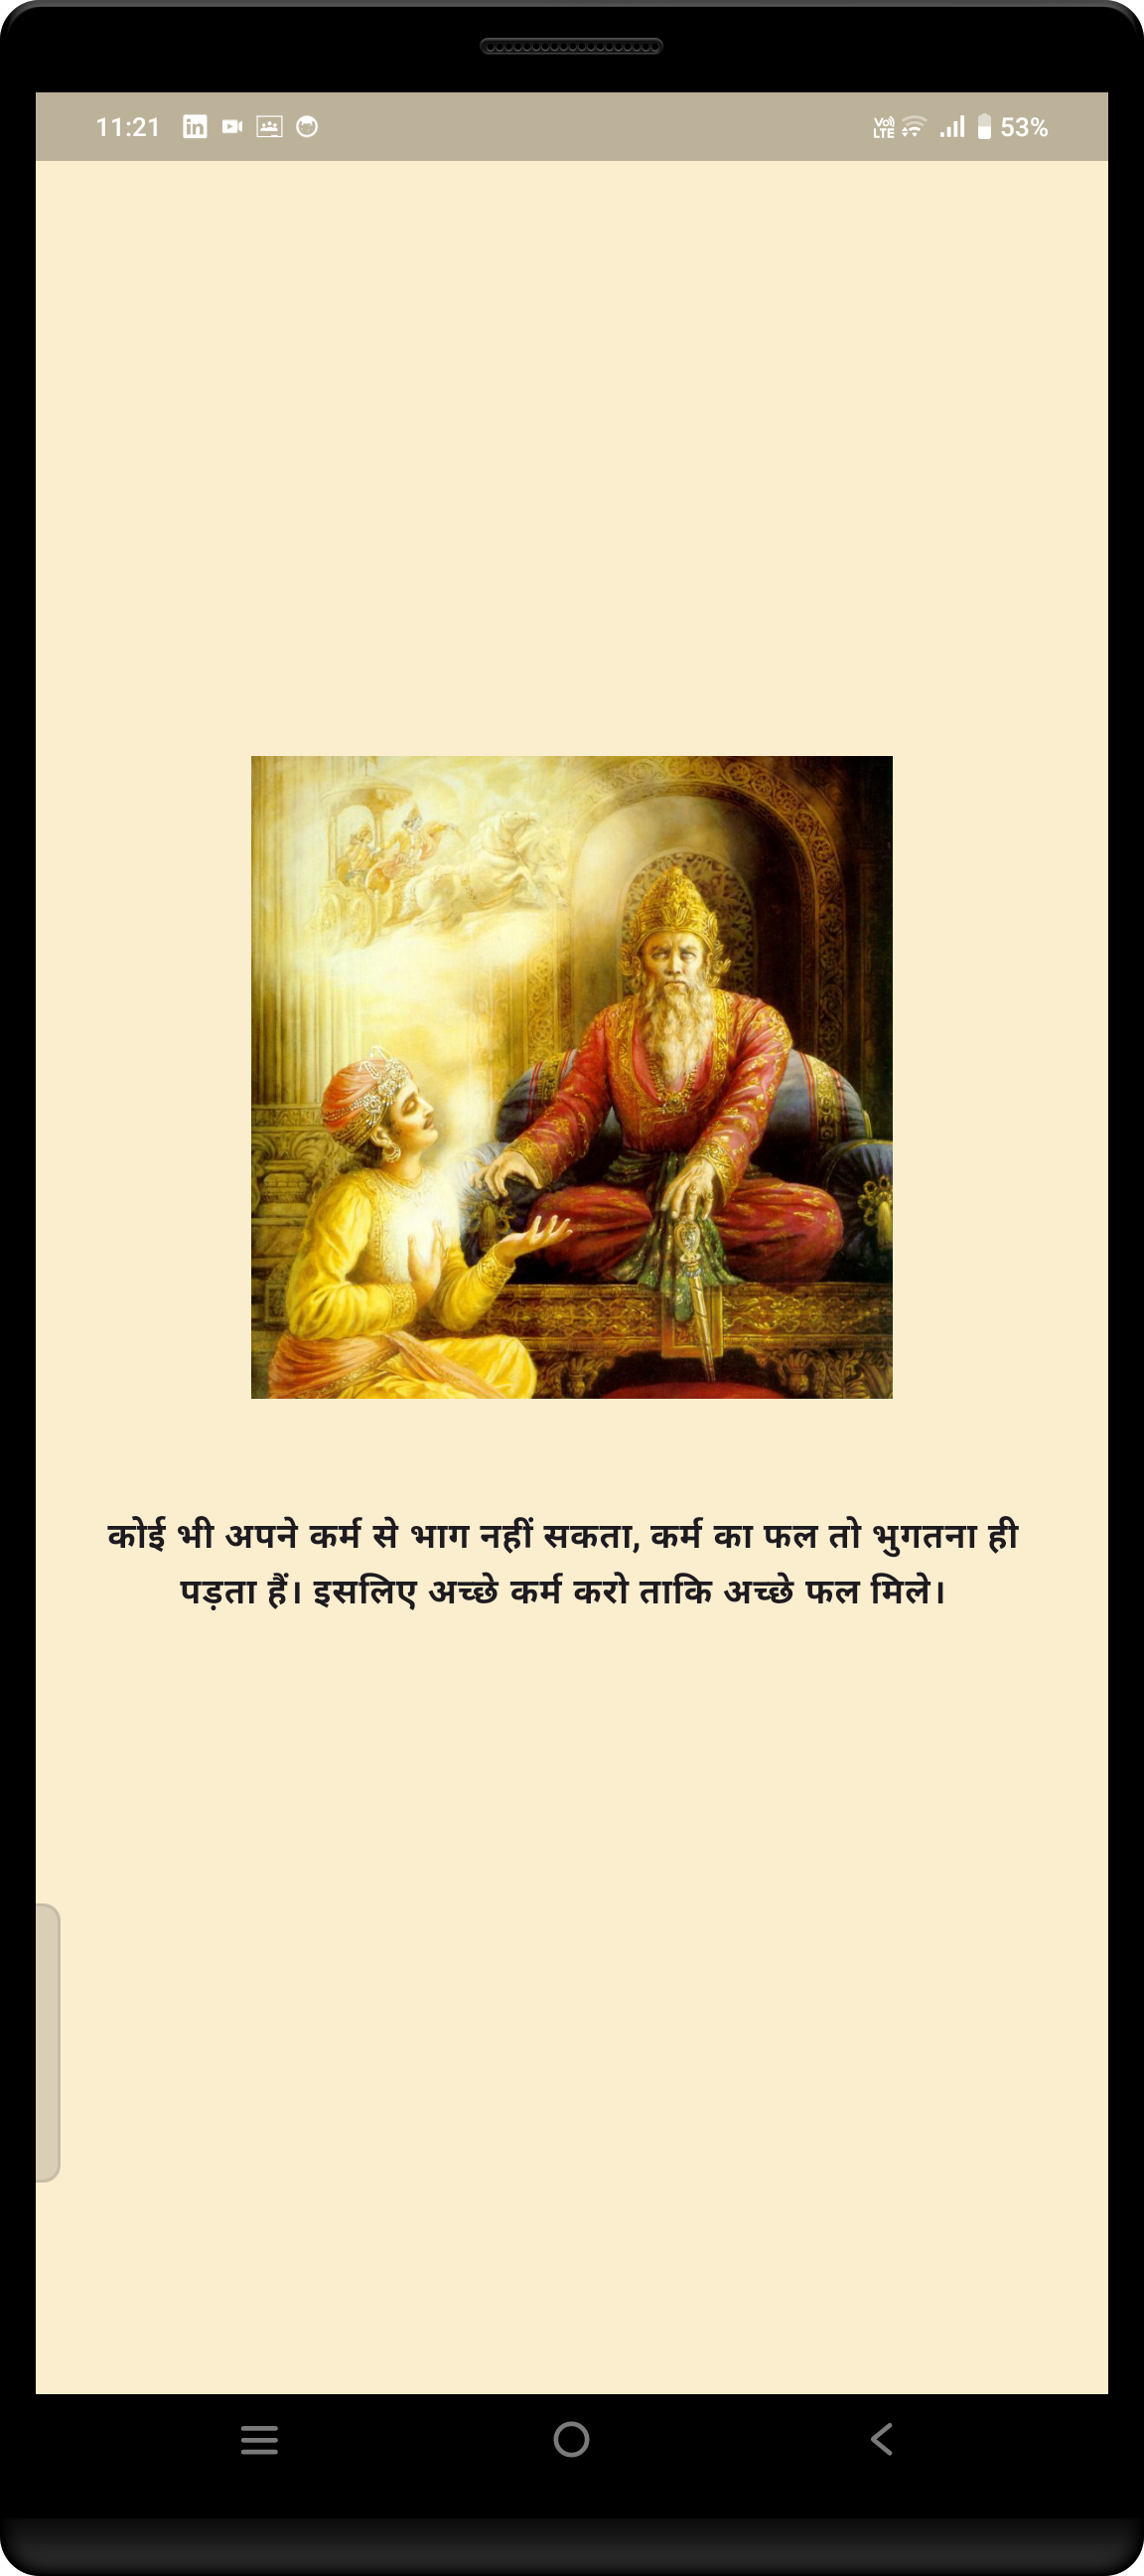 11:21
Vo) LTE 53%
कोई भी अपने कर्म से भाग नहीं सकता, कर्म का फल तो भुगतना ही
पड़ता हैं। इसलिए अच्छे कर्म करो ताकि अच्छे फल मिले।